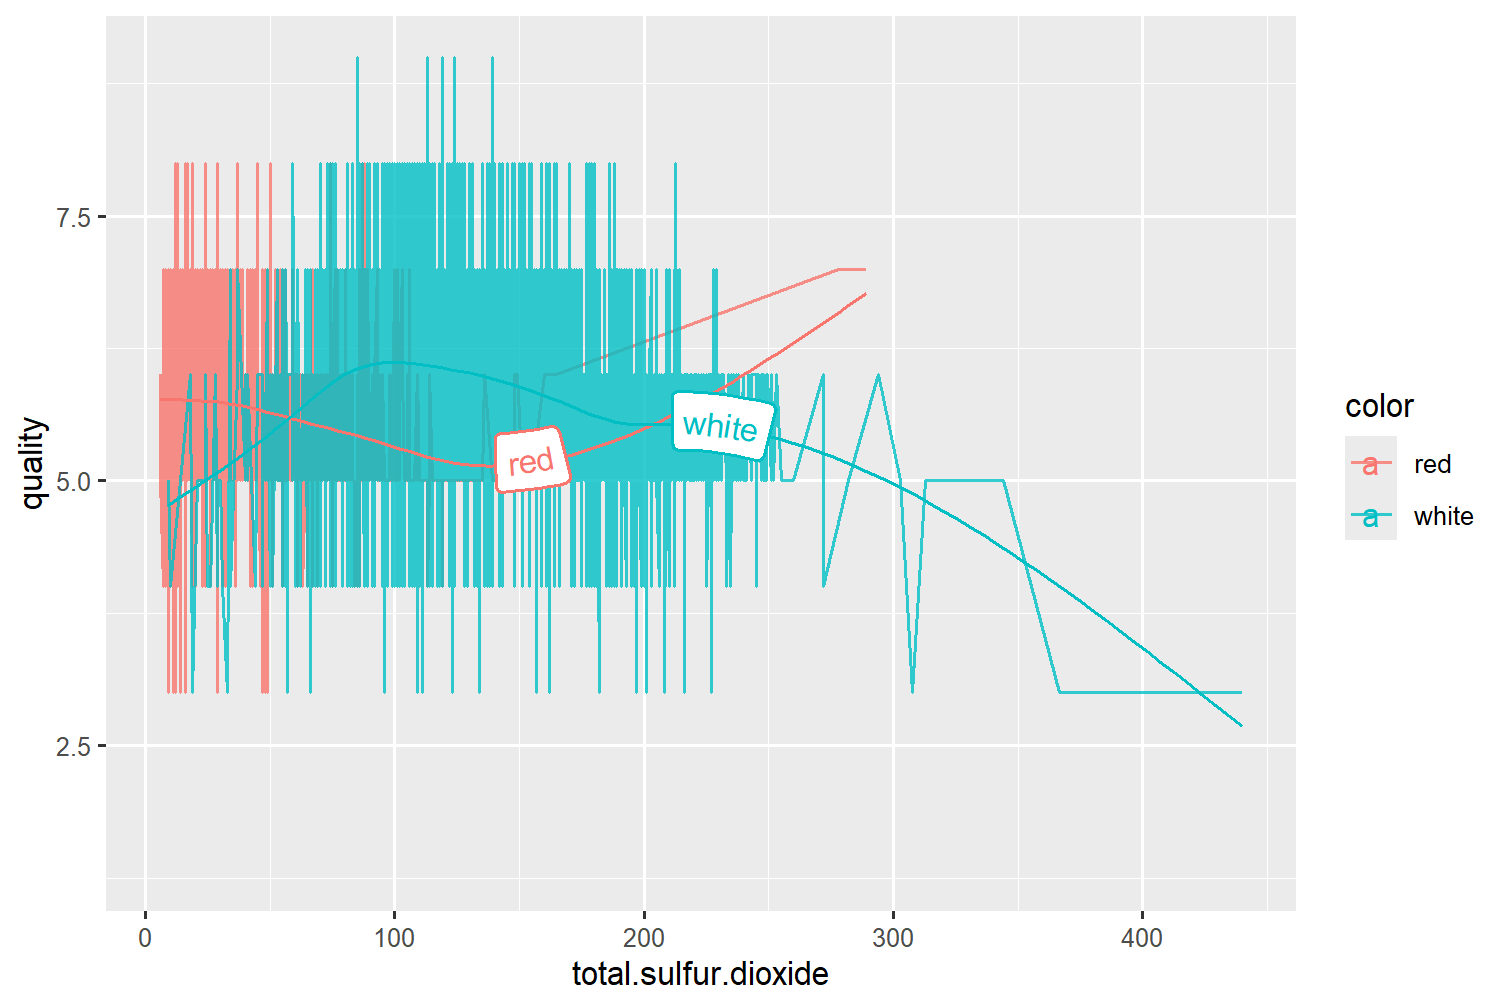 quality
7.5
5.0
2.5
0
100
200
300
400
total.sulfur.dioxide
red
white
color
a red
a white